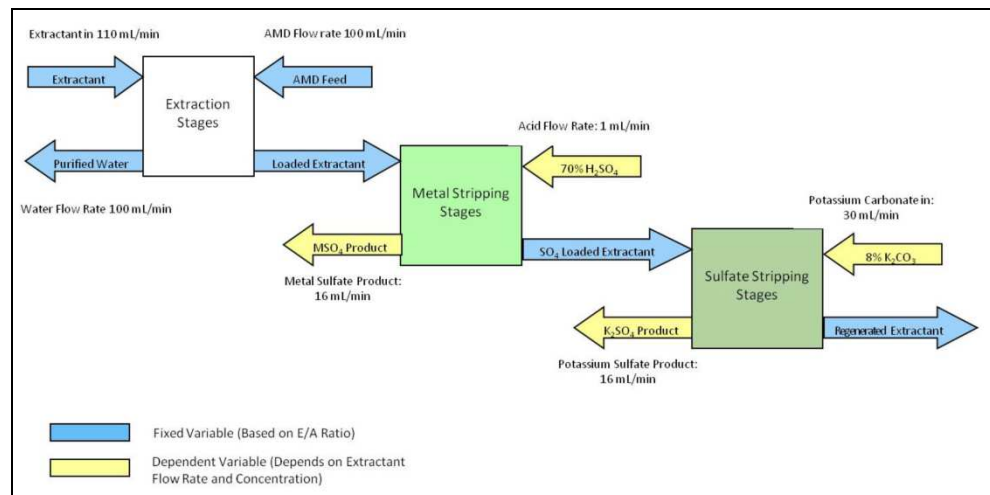 Extractant in 110 mL/min
AMD Flow rate 100 mL/min
Extractant
AMD Feed
Extraction
Stages
Purified Water
Loaded Extractant
Water Flow Rate 100 mL/min
Acid Flow Rate: 1 mL/min
70% H₂SO₄
Metal Stripping
Stages
MSO₄ Product
SO₄ Loaded Extractant
Metal Sulfate Product:
16 mL/min
Potassium Carbonate in:
30 mL/min
8% K₂CO₃
Sulfate Stripping
Stages
K₂SO₄ Product
Regenerated Extractant
Potassium Sulfate Product:
16 mL/min
Fixed Variable (Based on E/A Ratio)
Dependent Variable (Depends on Extractant
Flow Rate and Concentration)